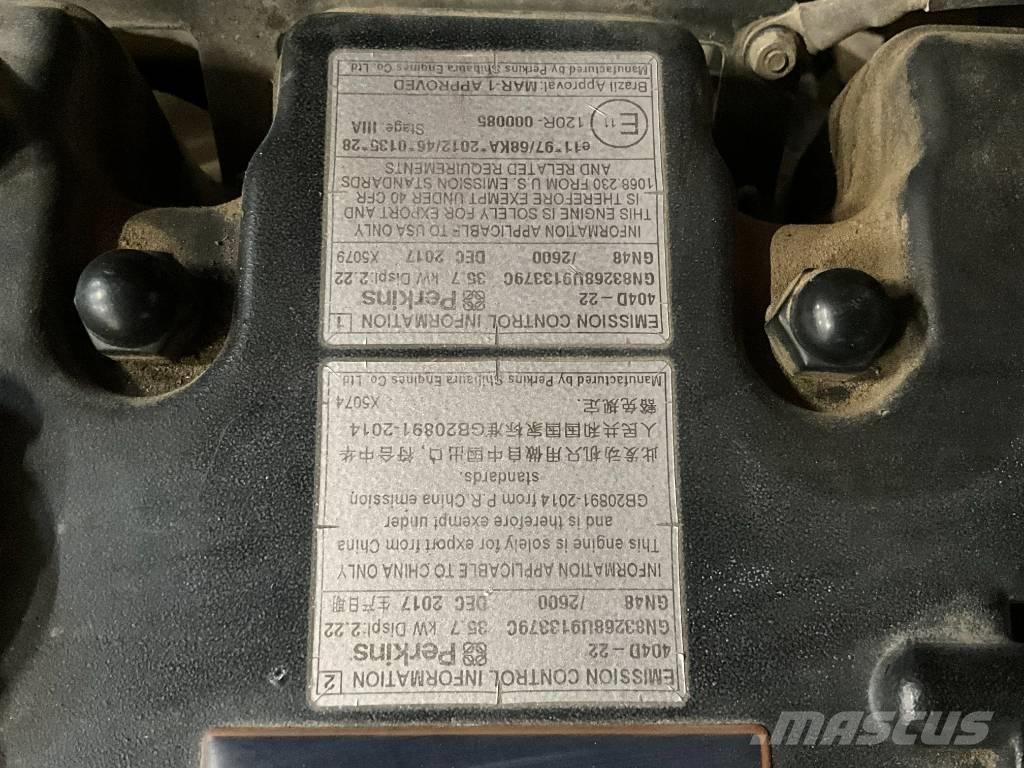 EMISSION CONTROL INFORMATION 2
404D-22 Perkins
GN83268U9133379C 35.7 kW Displ.2.22
GN48 /2600 DEC 2017 生产日期
INFORMATION APPLICABLE TO CHINA ONLY
This engine is solely for export from China
and is therefore exempt under
GB20891-2014 from P.R.China emission
standards.
此发动机只用做自中国出口，符合中华
人民共和国国家标准GB20891-2014
豁免规定.
X5074
Manufactured by Perkins Shibaura Engines Co. Ltd
EMISSION CONTROL INFORMATION 1
404D-22 Perkins
GN83268U9133379C 35.7 kW Displ.2.22
GN48 /2600 DEC 2017 X5079
INFORMATION APPLICABLE TO USA ONLY
THIS ENGINE IS SOLELY FOR EXPORT AND
IS THEREFORE EXEMPT UNDER 40 CFR
1068.230 FROM U.S. EMISSION STANDARDS
AND RELATED REQUIREMENTS
e11*97/68KA*2012/46*0135*28
E 11 120R-000085 Stage IIIA
Brazil Approval: MAR-1 APPROVED
Manufactured by Perkins Shibaura Engines Co. Ltd
MASCUS